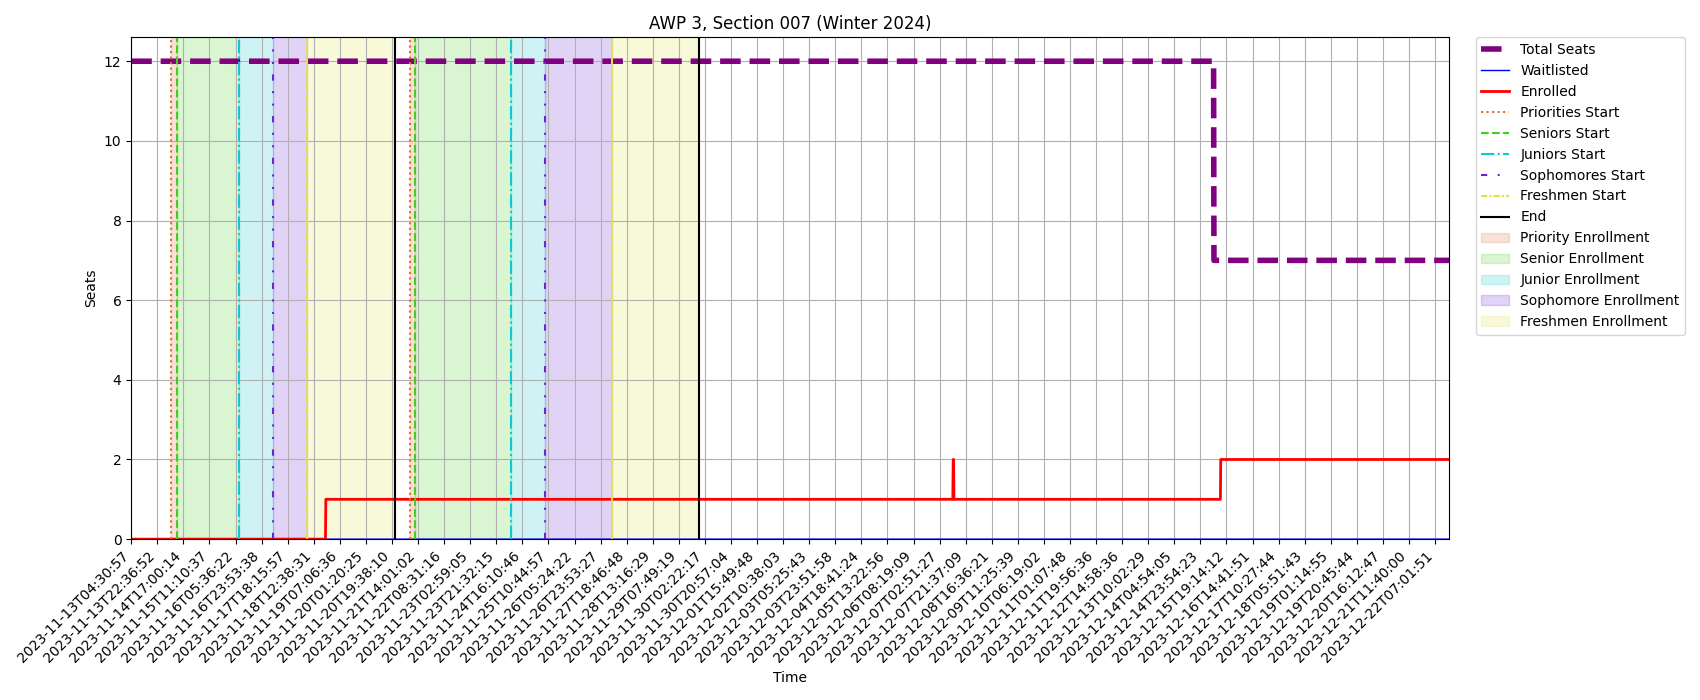 AWP 3, Section 007 (Winter 2024)
12
10
8
6
4
2
0
Seats
2023-11-13T04:30:57
2023-11-13T22:36:52
2023-11-14T17:00:14
2023-11-15T11:10:37
2023-11-16T05:36:22
2023-11-16T23:53:38
2023-11-17T18:15:57
2023-11-18T12:38:31
2023-11-19T07:06:36
2023-11-20T01:20:25
2023-11-20T19:38:10
2023-11-21T14:01:02
2023-11-22T08:31:16
2023-11-23T02:59:05
2023-11-23T21:32:15
2023-11-24T16:10:46
2023-11-25T10:44:57
2023-11-26T05:24:22
2023-11-26T23:53:27
2023-11-27T18:46:48
2023-11-28T13:16:29
2023-11-29T07:49:19
2023-11-30T02:22:17
2023-11-30T20:57:04
2023-12-01T15:49:48
2023-12-02T10:38:03
2023-12-03T05:25:43
2023-12-03T23:51:58
2023-12-04T18:41:24
2023-12-05T13:22:56
2023-12-06T08:19:09
2023-12-07T02:51:27
2023-12-07T21:37:09
2023-12-08T16:36:21
2023-12-09T11:25:39
2023-12-10T06:19:02
2023-12-11T01:07:48
2023-12-11T19:56:36
2023-12-12T14:58:36
2023-12-13T10:02:29
2023-12-14T04:54:05
2023-12-14T23:54:23
2023-12-15T19:14:12
2023-12-16T14:41:51
2023-12-17T10:27:44
2023-12-18T05:51:43
2023-12-19T01:14:55
2023-12-19T20:45:44
2023-12-20T16:12:47
2023-12-21T11:40:00
2023-12-22T07:01:51
Time
Total Seats
Waitlisted
Enrolled
Priorities Start
Seniors Start
Juniors Start
Sophomores Start
Freshmen Start
End
Priority Enrollment
Senior Enrollment
Junior Enrollment
Sophomore Enrollment
Freshmen Enrollment